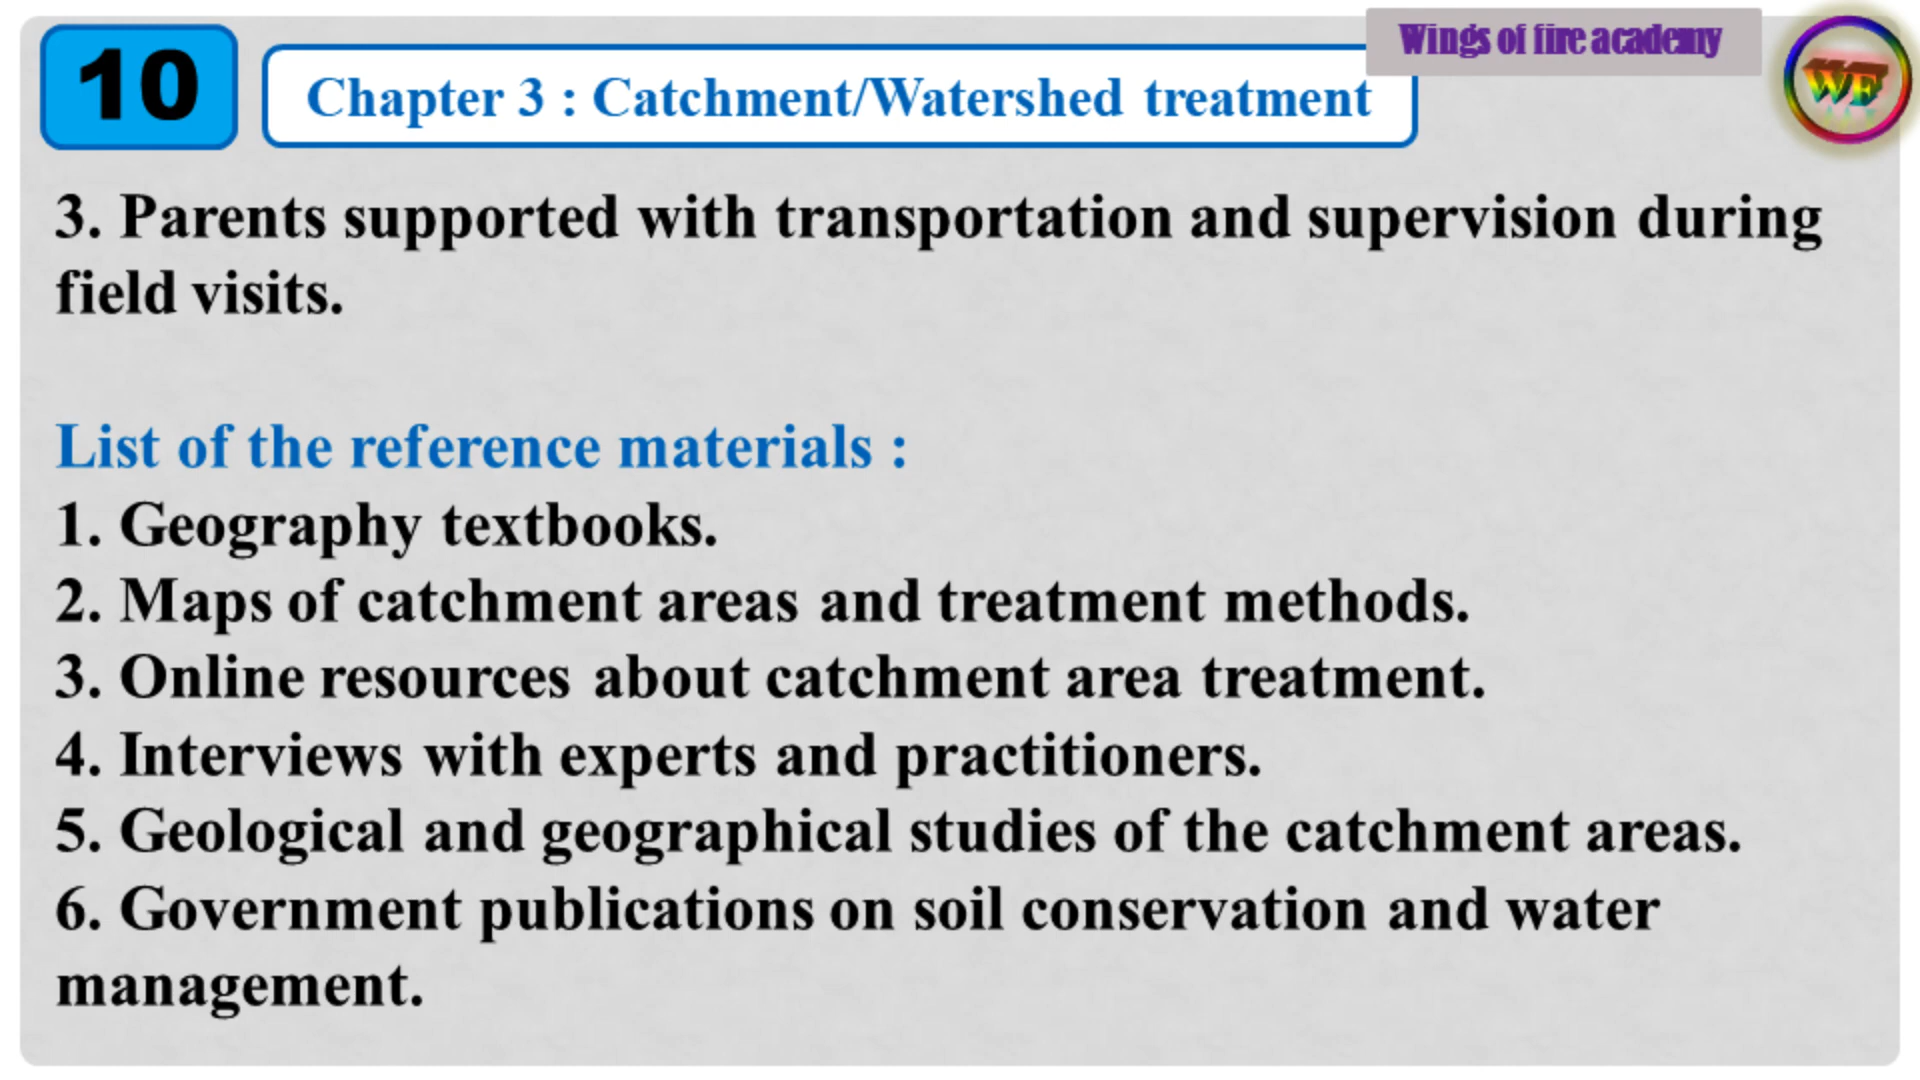 10
Chapter 3 : Catchment/Watershed treatment
Wings of fire academy
WF
3. Parents supported with transportation and supervision during
field visits.
List of the reference materials :
1. Geography textbooks.
2. Maps of catchment areas and treatment methods.
3. Online resources about catchment area treatment.
4. Interviews with experts and practitioners.
5. Geological and geographical studies of the catchment areas.
6. Government publications on soil conservation and water
management.